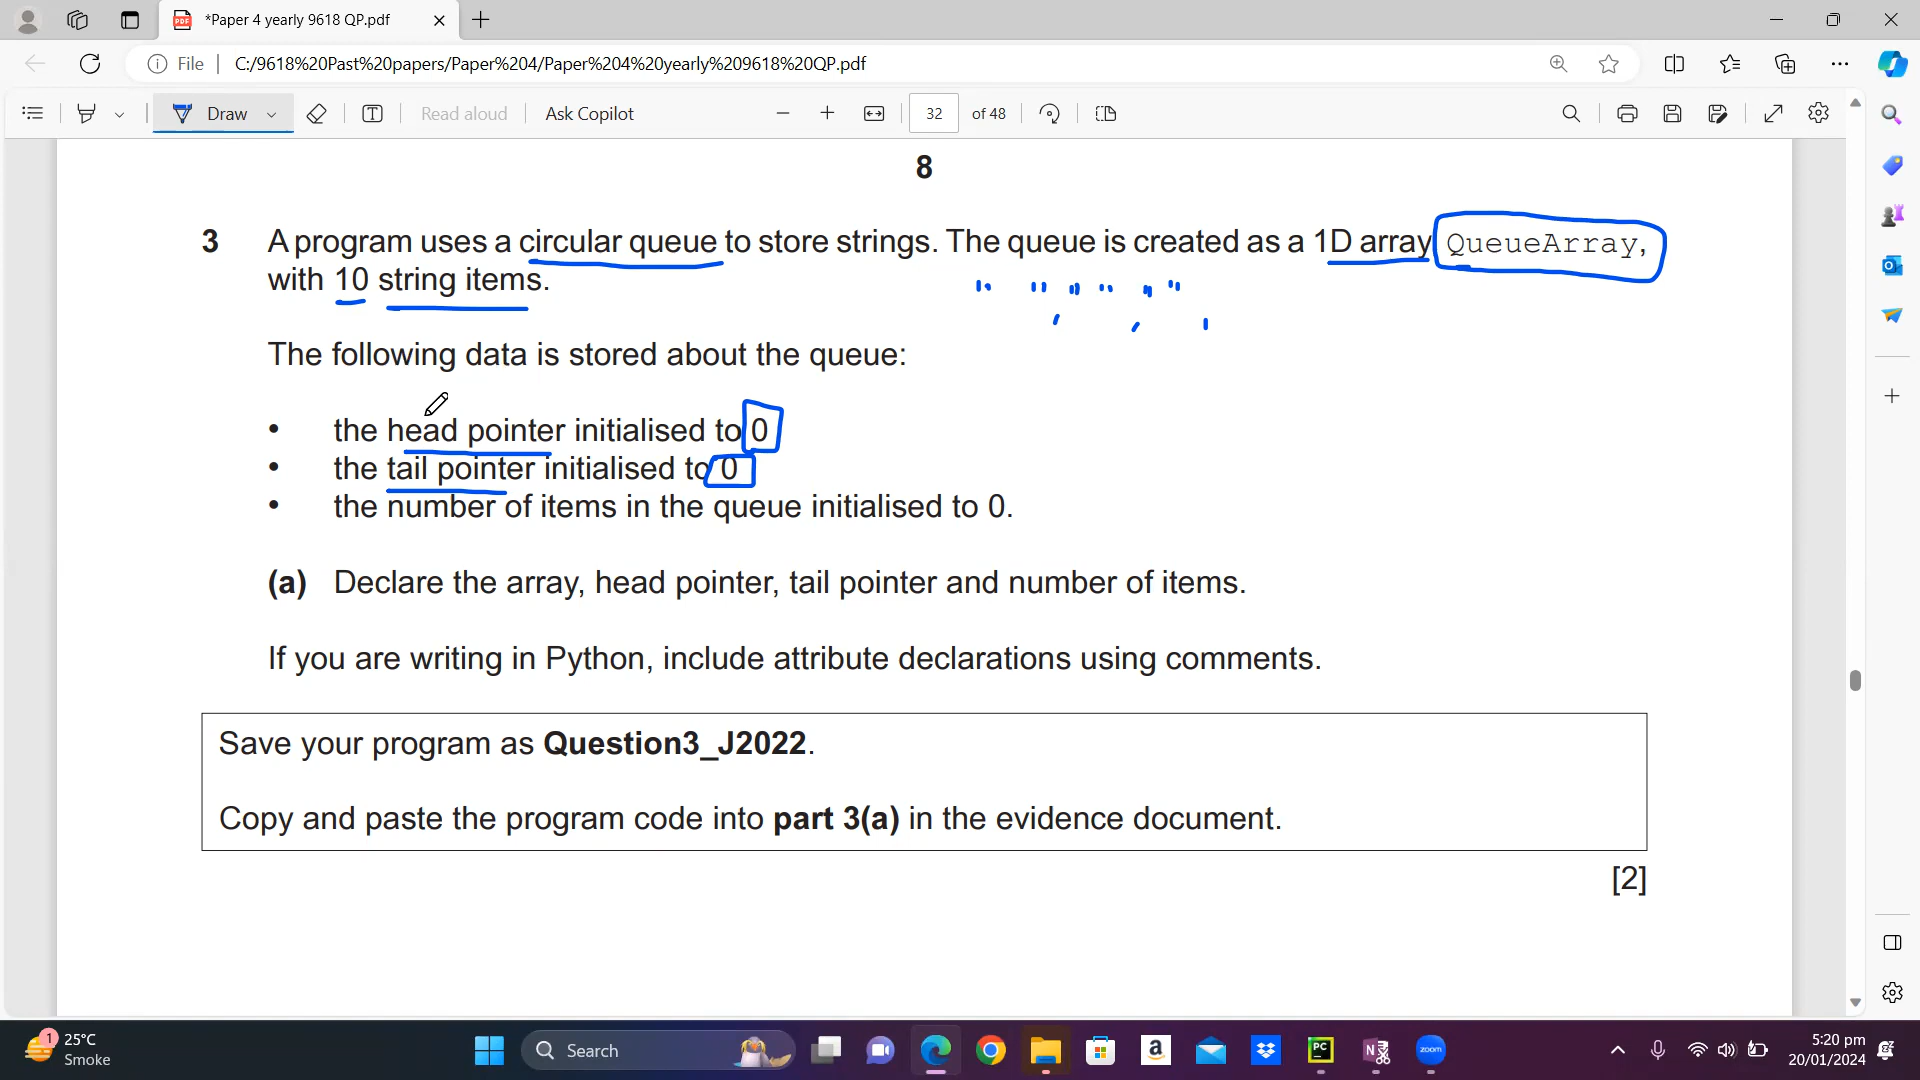 *Paper 4 yearly 9618 QP.pdf
File
C:/9618%20Past%20papers/Paper%204/Paper%204%20yearly%209618%20QP.pdf
Draw
Read aloud
Ask Copilot
32
of 48
8
3 A program uses a circular queue to store strings. The queue is created as a 1D array QueueArray,
with 10 string items.
The following data is stored about the queue:
• the head pointer initialised to 0
• the tail pointer initialised to 0
• the number of items in the queue initialised to 0.
(a) Declare the array, head pointer, tail pointer and number of items.
If you are writing in Python, include attribute declarations using comments.
Save your program as Question3_J2022.
Copy and paste the program code into part 3(a) in the evidence document.
[2]
1
25°C
Smoke
Search
a
PC
N
zoom
5:20 pm
20/01/2024